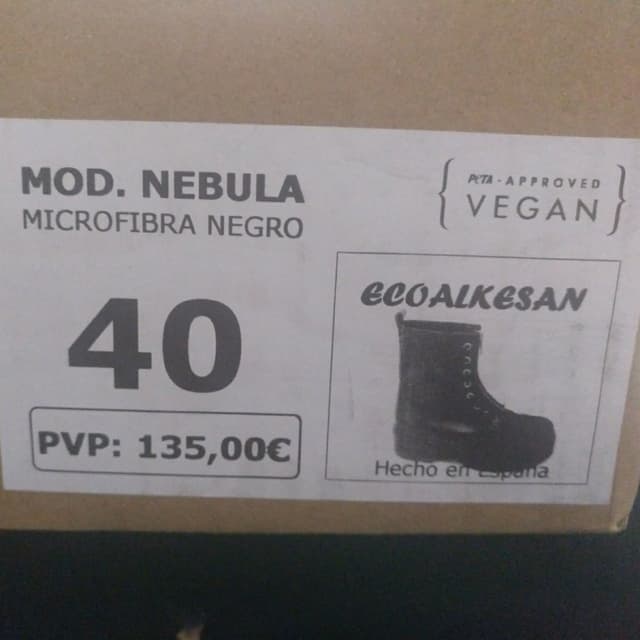 MOD. NEBULA
MICROFIBRA NEGRO
40
PVP: 135,00€
PETA - APPROVED
VEGAN
ECOALKESAN
Hecho en España